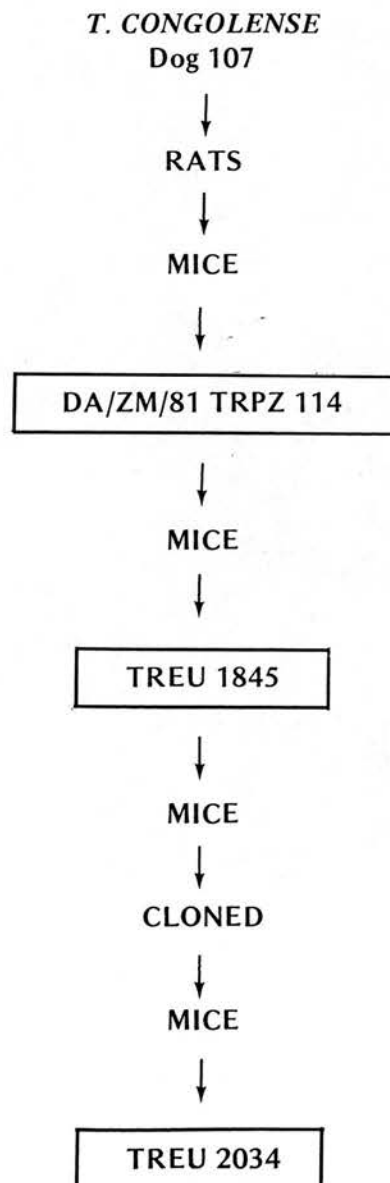 T. CONGOLENSE
Dog 107
RATS
MICE
DA/ZM/81 TRPZ 114
MICE
TREU 1845
MICE
CLONED
MICE
TREU 2034